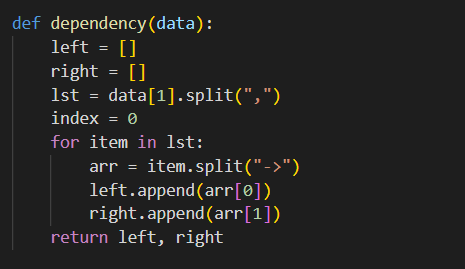 def dependency(data):
    left = []
    right = []
    lst = data[1].split(",")
    index = 0
    for item in lst:
        arr = item.split("->")
        left.append(arr[0])
        right.append(arr[1])
    return left, right